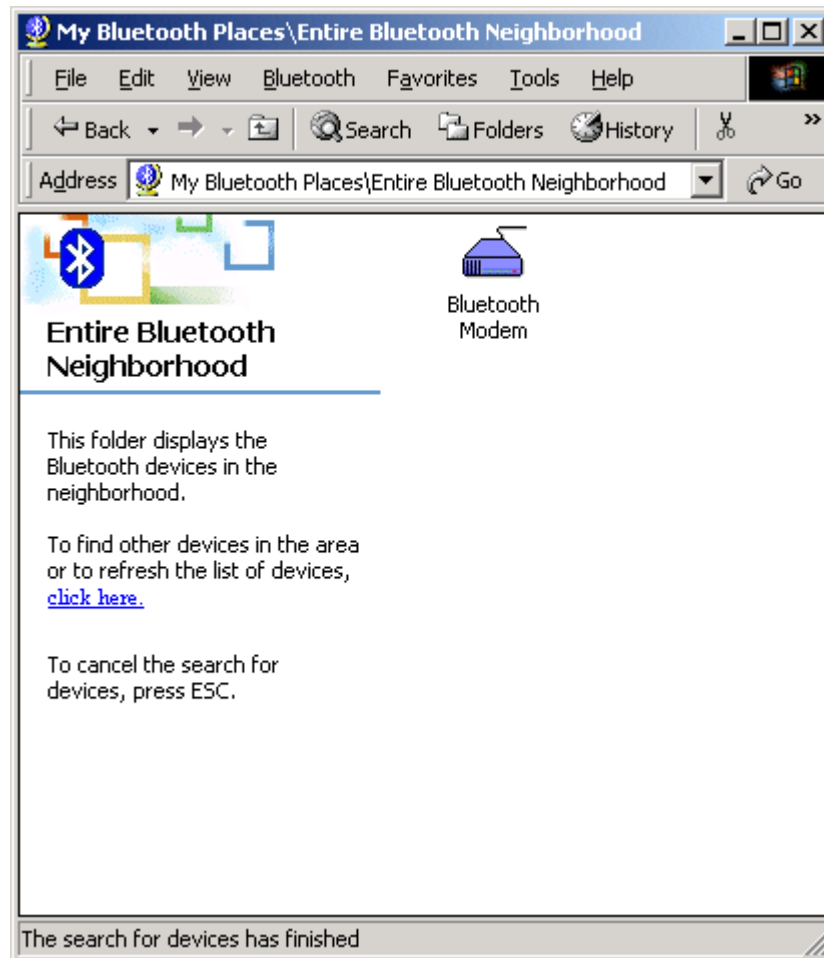 My Bluetooth Places\Entire Bluetooth Neighborhood
File Edit View Bluetooth Favorites Tools Help
Back Search Folders History »
Address My Bluetooth Places\Entire Bluetooth Neighborhood Go
Entire Bluetooth
Neighborhood
This folder displays the
Bluetooth devices in the
neighborhood.
To find other devices in the area
or to refresh the list of devices,
click here.
To cancel the search for
devices, press ESC.
Bluetooth
Modem
The search for devices has finished